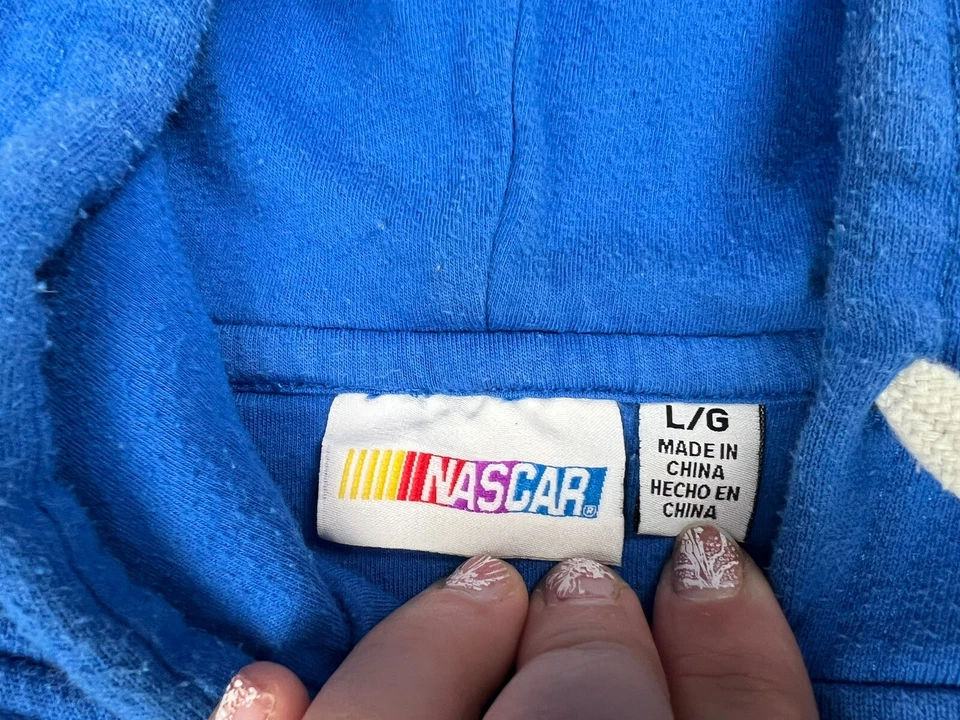 NASCAR®
L/G
MADE IN
CHINA
HECHO EN
CHINA